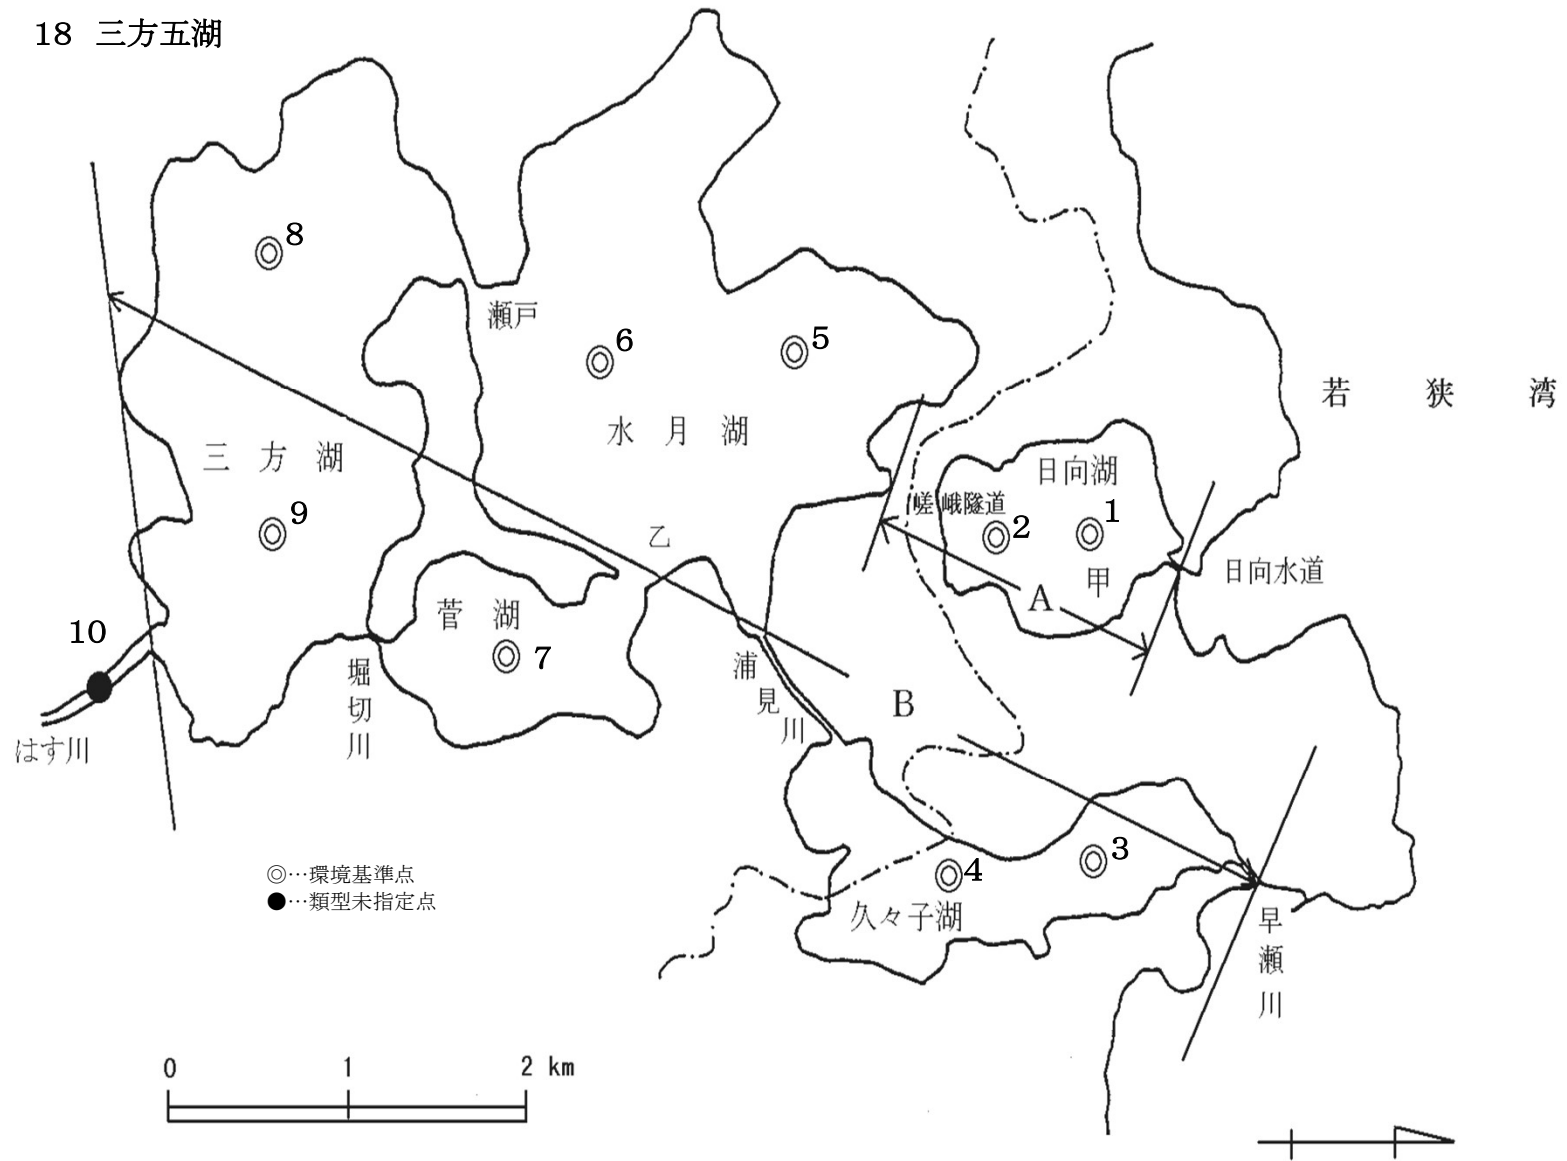 18 三方五湖
8
瀬戸
6
5
若狭湾
水月湖
三方湖
日向湖
嵯峨隧道
9
2
1
乙
甲
日向水道
A
菅湖
10
7
堀切川
浦見川
B
はす川
3
4
◎…環境基準点
●…類型未指定点
久々子湖
早瀬川
0 1 2 km